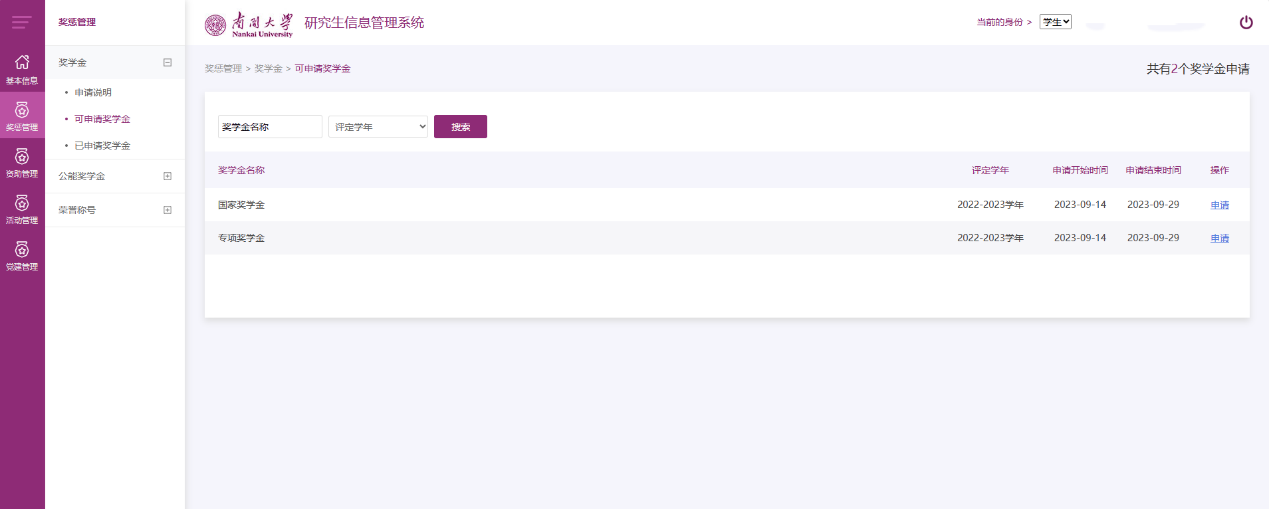 奖惩管理
南开大学
Nankai University
研究生信息管理系统
当前的身份 >
学生
基本信息
奖惩管理
资助管理
活动管理
党建管理
奖学金
申请说明
可申请奖学金
已申请奖学金
公能奖学金
荣誉称号
奖惩管理 > 奖学金 > 可申请奖学金
共有2个奖学金申请
奖学金名称 评定学年 搜索
奖学金名称 评定学年 申请开始时间 申请结束时间 操作
国家奖学金 2022-2023学年 2023-09-14 2023-09-29 申请
专项奖学金 2022-2023学年 2023-09-14 2023-09-29 申请